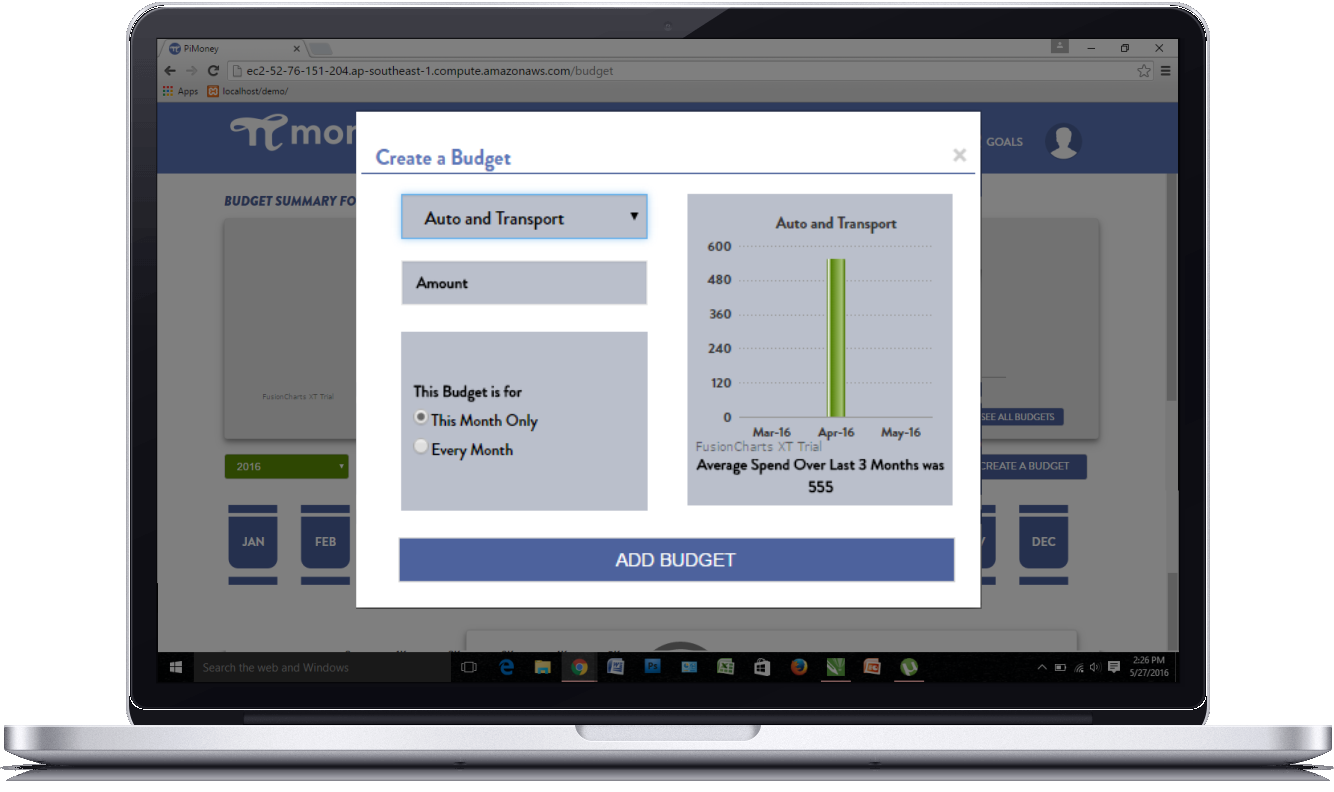 PiMoney
ec2-52-76-151-204.ap-southeast-1.compute.amazonaws.com/budget
Apps localhost/demo/
mon
GOALS
Create a Budget
×
BUDGET SUMMARY FO
Auto and Transport
Amount
This Budget is for
This Month Only
Every Month
Auto and Transport
600
480
360
240
120
0
Mar-16 Apr-16 May-16
FusionCharts XT Trial
Average Spend Over Last 3 Months was
555
FusionCharts XT Trial
SEE ALL BUDGETS
2016
CREATE A BUDGET
JAN FEB DEC
ADD BUDGET
Search the web and Windows
2:26 PM
5/27/2016